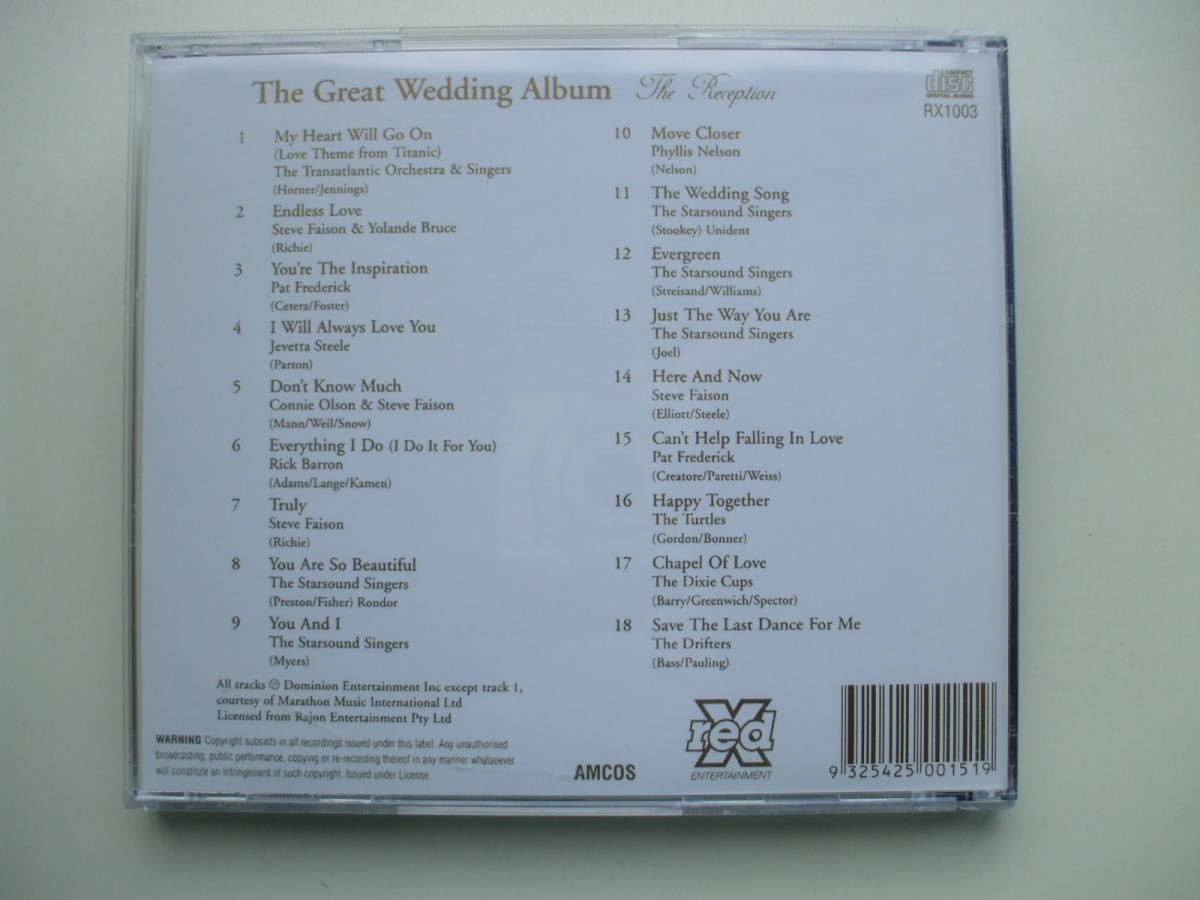 The Great Wedding Album The Reception
COMPACT
disc
DIGITAL AUDIO
RX1003
1 My Heart Will Go On
(Love Theme from Titanic)
The Transatlantic Orchestra & Singers
(Horner/Jennings)
2 Endless Love
Steve Faison & Yolande Bruce
(Richie)
3 You're The Inspiration
Pat Frederick
(Cetera/Foster)
4 I Will Always Love You
Jevetta Steele
(Parton)
5 Don't Know Much
Connie Olson & Steve Faison
(Mann/Weil/Snow)
6 Everything I Do (I Do It For You)
Rick Barron
(Adams/Lange/Kamen)
7 Truly
Steve Faison
(Richie)
8 You Are So Beautiful
The Starsound Singers
(Preston/Fisher) Rondor
9 You And I
The Starsound Singers
(Myers)
10 Move Closer
Phyllis Nelson
(Nelson)
11 The Wedding Song
The Starsound Singers
(Stookey) Unident
12 Evergreen
The Starsound Singers
(Streisand/Williams)
13 Just The Way You Are
The Starsound Singers
(Joel)
14 Here And Now
Steve Faison
(Elliott/Steele)
15 Can't Help Falling In Love
Pat Frederick
(Creatore/Paretti/Weiss)
16 Happy Together
The Turtles
(Gordon/Bonner)
17 Chapel Of Love
The Dixie Cups
(Barry/Greenwich/Spector)
18 Save The Last Dance For Me
The Drifters
(Bass/Pauling)
All tracks ℗ Dominion Entertainment Inc except track 1,
courtesy of Marathon Music International Ltd
Licensed from Rajon Entertainment Pty Ltd
WARNING Copyright subsists in all recordings issued under this label. Any unauthorised
broadcasting, public performance, copying or re-recording thereof in any manner whatsoever
will constitute an infringement of such copyright. Issued under License.
AMCOS
red X
ENTERTAINMENT
9 325425 001519